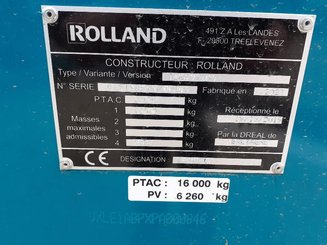 ROLLAND
491 Z A Les LANDES
F- 29800 TREFLEVENEZ
CONSTRUCTEUR : ROLLAND
Type / Variante / Version
N° SERIE Fabriqué en
P.T.A.C. kg
1 kg Réceptionné le
Masses 2 kg
maximales 3 kg Par la DREAL de
admissibles 4 kg
DESIGNATION
PTAC : 16 000 kg
PV : 6 260 kg